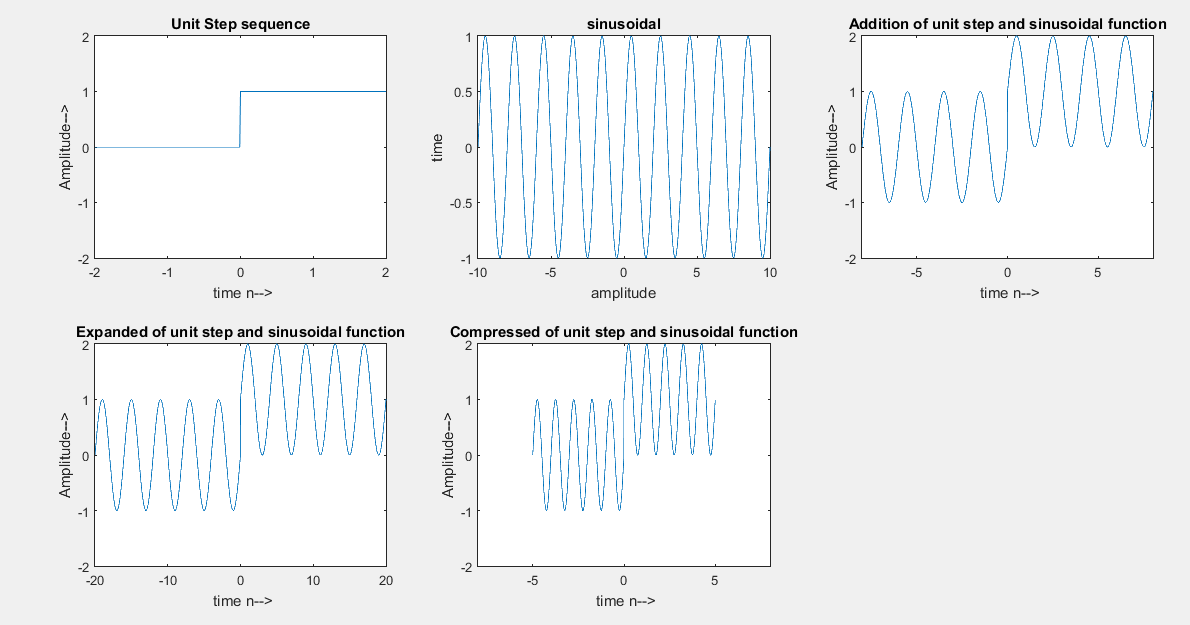 Unit Step sequence
2
1
0
-1
-2
Amplitude-->
-2 -1 0 1 2
time n-->
sinusoidal
1
0.5
0
-0.5
-1
time
-10 -5 0 5 10
amplitude
Addition of unit step and sinusoidal function
2
1
0
-1
-2
Amplitude-->
-5 0 5
time n-->
Expanded of unit step and sinusoidal function
2
1
0
-1
-2
Amplitude-->
-20 -10 0 10 20
time n-->
Compressed of unit step and sinusoidal function
2
1
0
-1
-2
Amplitude-->
-5 0 5
time n-->